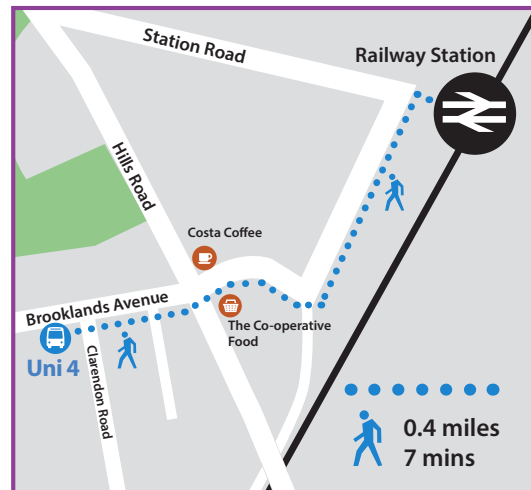 Station Road
Railway Station
Hills Road
Costa Coffee
Brooklands Avenue
The Co-operative
Food
Uni 4
Clarendon Road
0.4 miles
7 mins